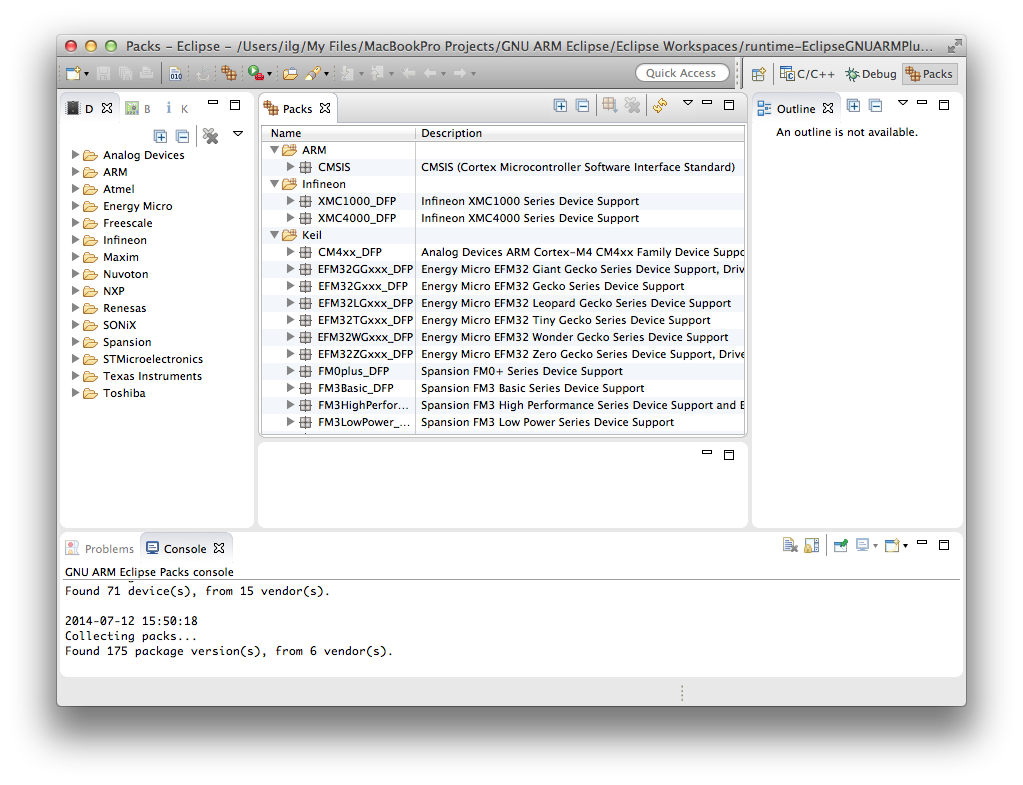 Packs – Eclipse – /Users/ilg/My Files/MacBookPro Projects/GNU ARM Eclipse/Eclipse Workspaces/runtime-EclipseGNUARMPlu...
010 Quick Access C/C++ Debug Packs
D B K
Analog Devices
ARM
Atmel
Energy Micro
Freescale
Infineon
Maxim
Nuvoton
NXP
Renesas
SONiX
Spansion
STMicroelectronics
Texas Instruments
Toshiba
Packs
Name Description
ARM
CMSIS CMSIS (Cortex Microcontroller Software Interface Standard)
Infineon
XMC1000_DFP Infineon XMC1000 Series Device Support
XMC4000_DFP Infineon XMC4000 Series Device Support
Keil
CM4xx_DFP Analog Devices ARM Cortex-M4 CM4xx Family Device Suppo
EFM32GGxxx_DFP Energy Micro EFM32 Giant Gecko Series Device Support, Driv
EFM32Gxxx_DFP Energy Micro EFM32 Gecko Series Device Support
EFM32LGxxx_DFP Energy Micro EFM32 Leopard Gecko Series Device Support
EFM32TGxxx_DFP Energy Micro EFM32 Tiny Gecko Series Device Support
EFM32WGxxx_DFP Energy Micro EFM32 Wonder Gecko Series Device Support
EFM32ZGxxx_DFP Energy Micro EFM32 Zero Gecko Series Device Support, Drive
FM0plus_DFP Spansion FM0+ Series Device Support
FM3Basic_DFP Spansion FM3 Basic Series Device Support
FM3HighPerfor... Spansion FM3 High Performance Series Device Support and E
FM3LowPower_... Spansion FM3 Low Power Series Device Support
Outline
An outline is not available.
Problems Console
GNU ARM Eclipse Packs console
Found 71 device(s), from 15 vendor(s).
2014-07-12 15:50:18
Collecting packs...
Found 175 package version(s), from 6 vendor(s).